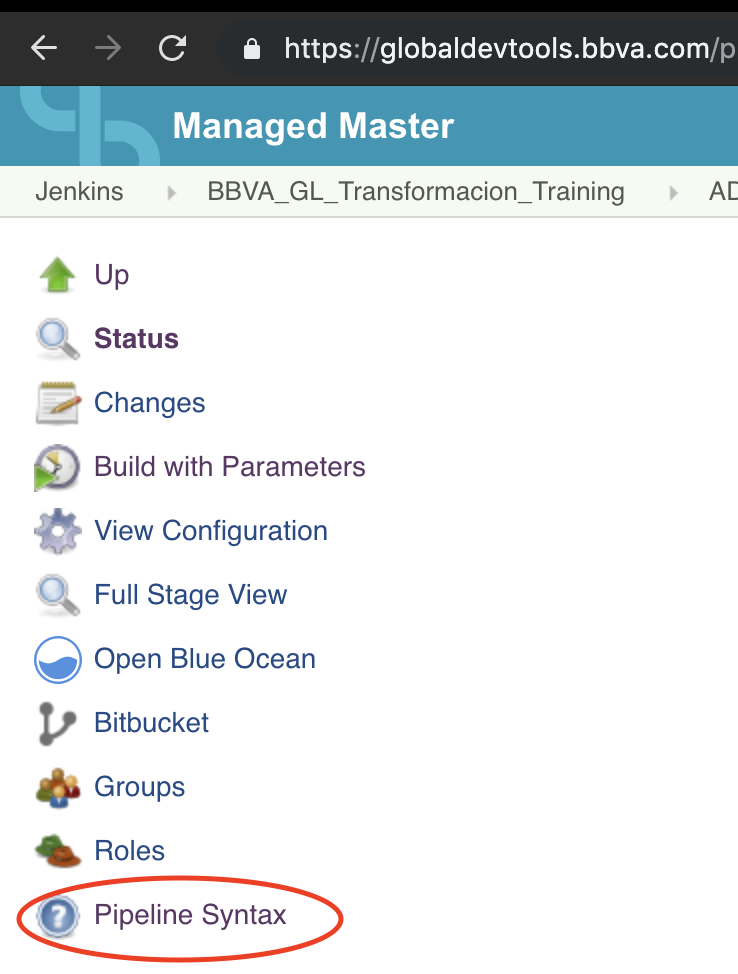 https://globaldevtools.bbva.com/p
Managed Master
Jenkins BBVA_GL_Transformacion_Training AD
Up
Status
Changes
Build with Parameters
View Configuration
Full Stage View
Open Blue Ocean
Bitbucket
Groups
Roles
Pipeline Syntax